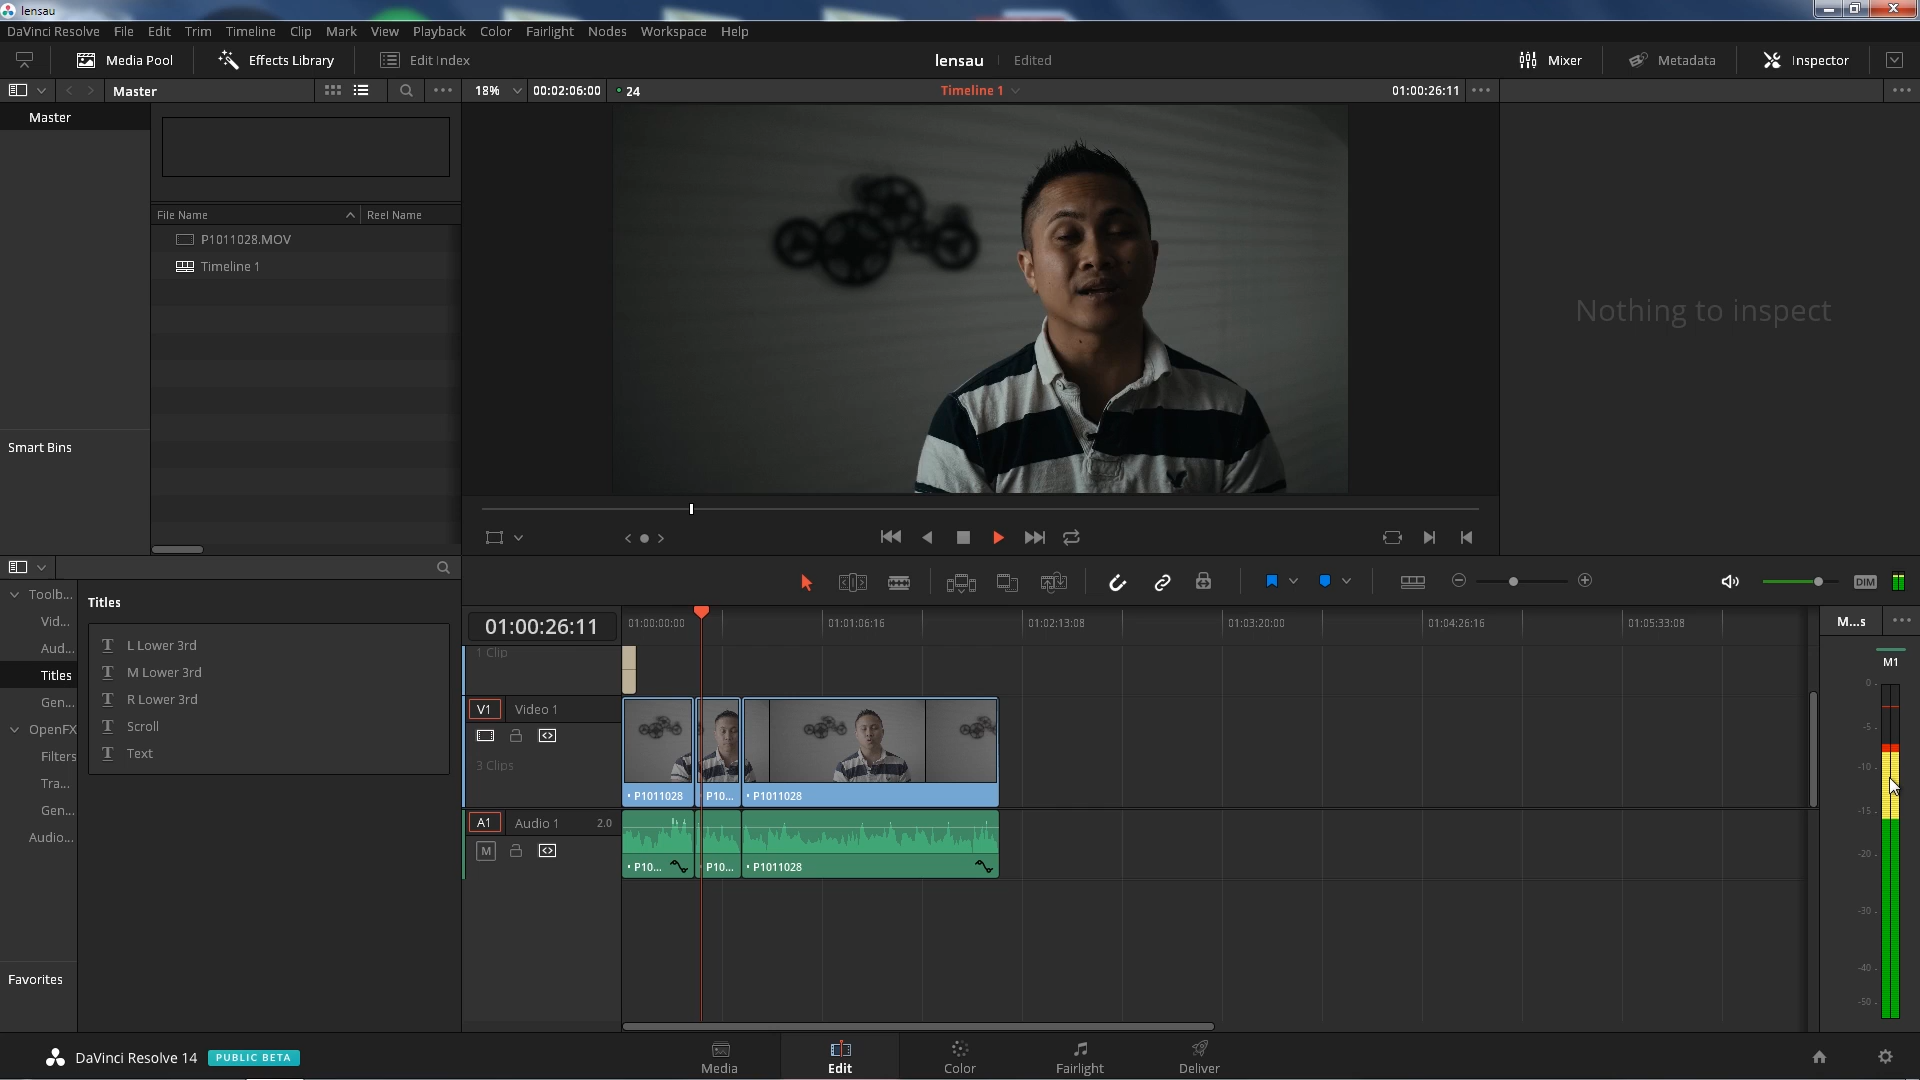 lensau
DaVinci Resolve File Edit Trim Timeline Clip Mark View Playback Color Fairlight Nodes Workspace Help
Media Pool Effects Library Edit Index lensau Edited Mixer Metadata Inspector
Master 18% 00:02:06:00 24 Timeline 1 01:00:26:11
Master
File Name Reel Name
P1011028.MOV
Timeline 1
Nothing to inspect
Smart Bins
Toolb...
Titles
Vid...
01:00:26:11 01:00:00:00 01:01:06:16 01:02:13:08 01:03:20:00 01:04:26:16 01:05:33:08 M...s
DIM
L Lower 3rd
Aud...
1 Clip
M1
M Lower 3rd
Titles
R Lower 3rd
Gen...
V1 Video 1
Scroll
OpenFX
Text
Filters
3 Clips
Tra...
P1011028 P10... P1011028
Gen...
A1 Audio 1 2.0
Audio...
M
P10... P10... P1011028
0
-5
-10
-15
-20
-30
-40
-50
Favorites
DaVinci Resolve 14 PUBLIC BETA
Media Edit Color Fairlight Deliver